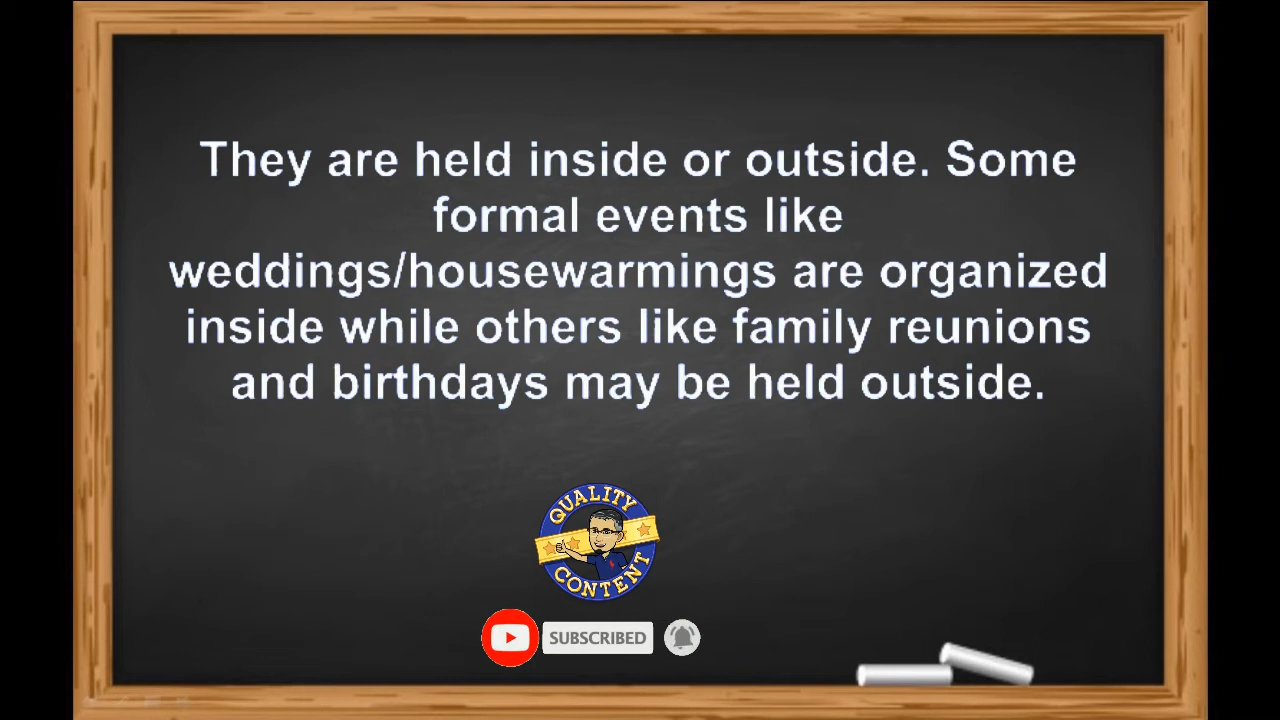 They are held inside or outside. Some
formal events like
weddings/housewarmings are organized
inside while others like family reunions
and birthdays may be held outside.
QUALITY
CONTENT
SUBSCRIBED